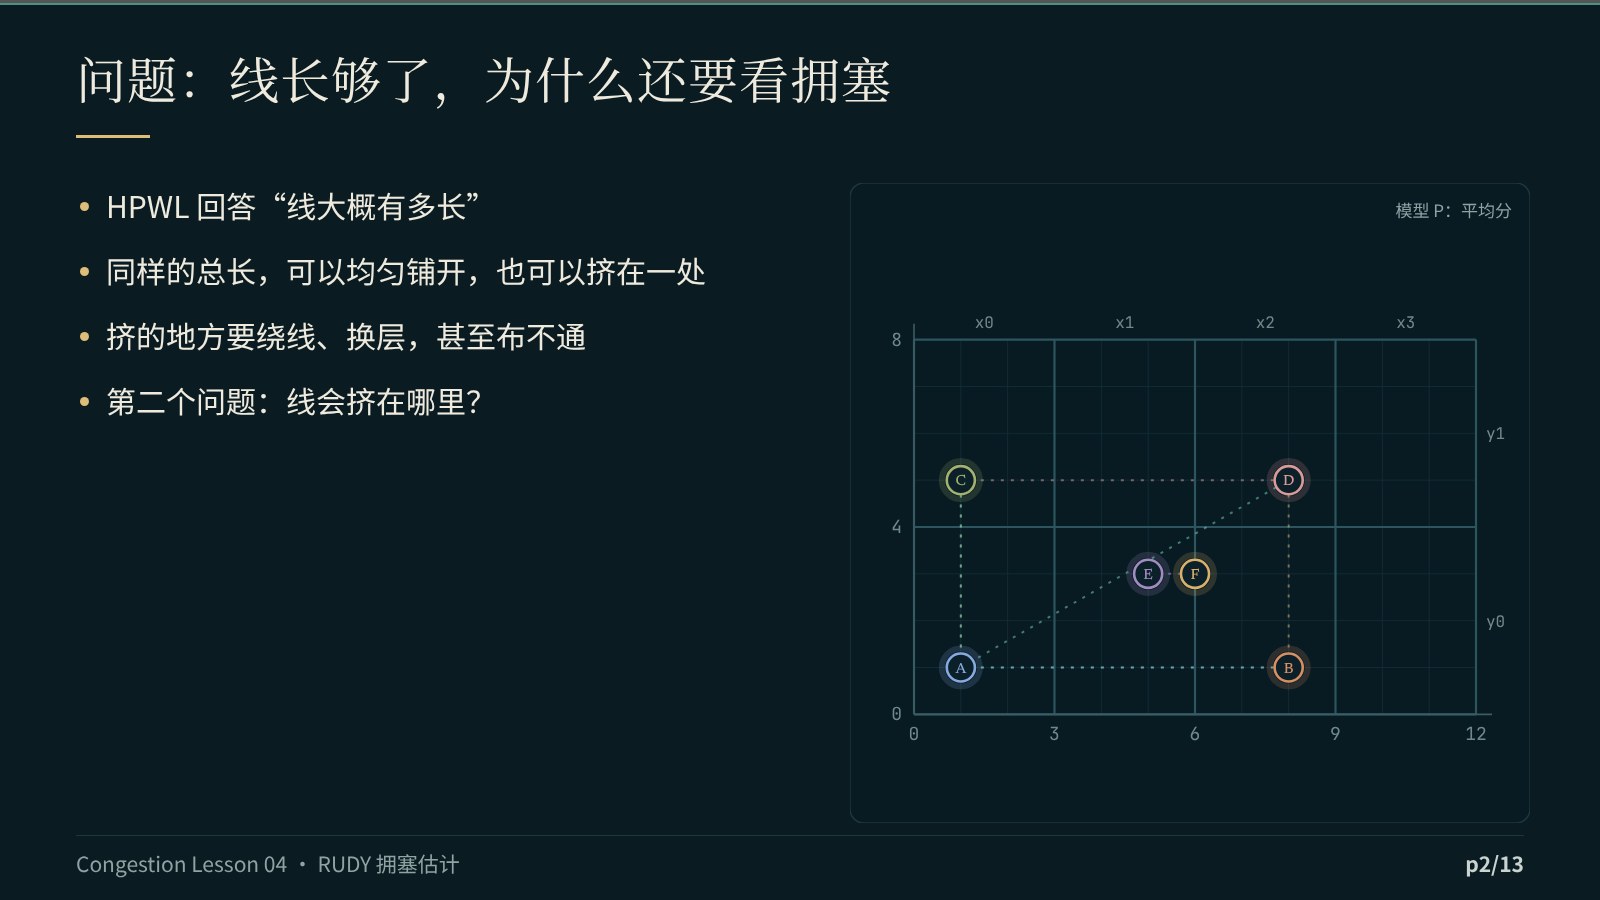 问题：线长够了，为什么还要看拥塞
• HPWL 回答“线大概有多长”
• 同样的总长，可以均匀铺开，也可以挤在一处
• 挤的地方要绕线、换层，甚至布不通
• 第二个问题：线会挤在哪里？
模型 P：平均分
x0 x1 x2 x3
8
y1
C D
4
E F
y0
A B
0
0 3 6 9 12
Congestion Lesson 04 · RUDY 拥塞估计
p2/13